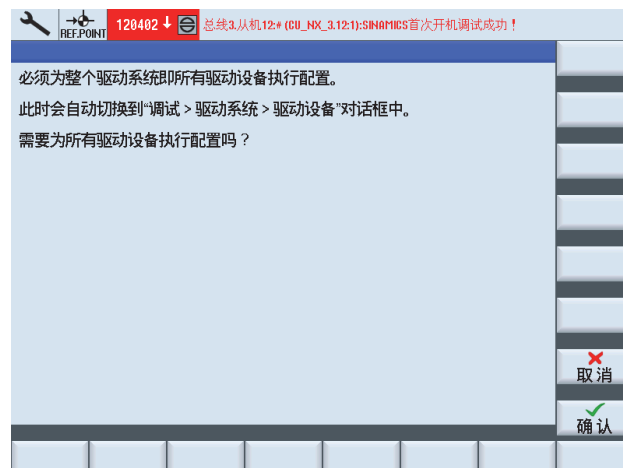 REF.POINT
120402 总线3.从机12:# (CU_NX_3.12:1):SINAMICS首次开机调试成功！
必须为整个驱动系统即所有驱动设备执行配置。
此时会自动切换到“调试 > 驱动系统 > 驱动设备”对话框中。
需要为所有驱动设备执行配置吗？
取消
确认